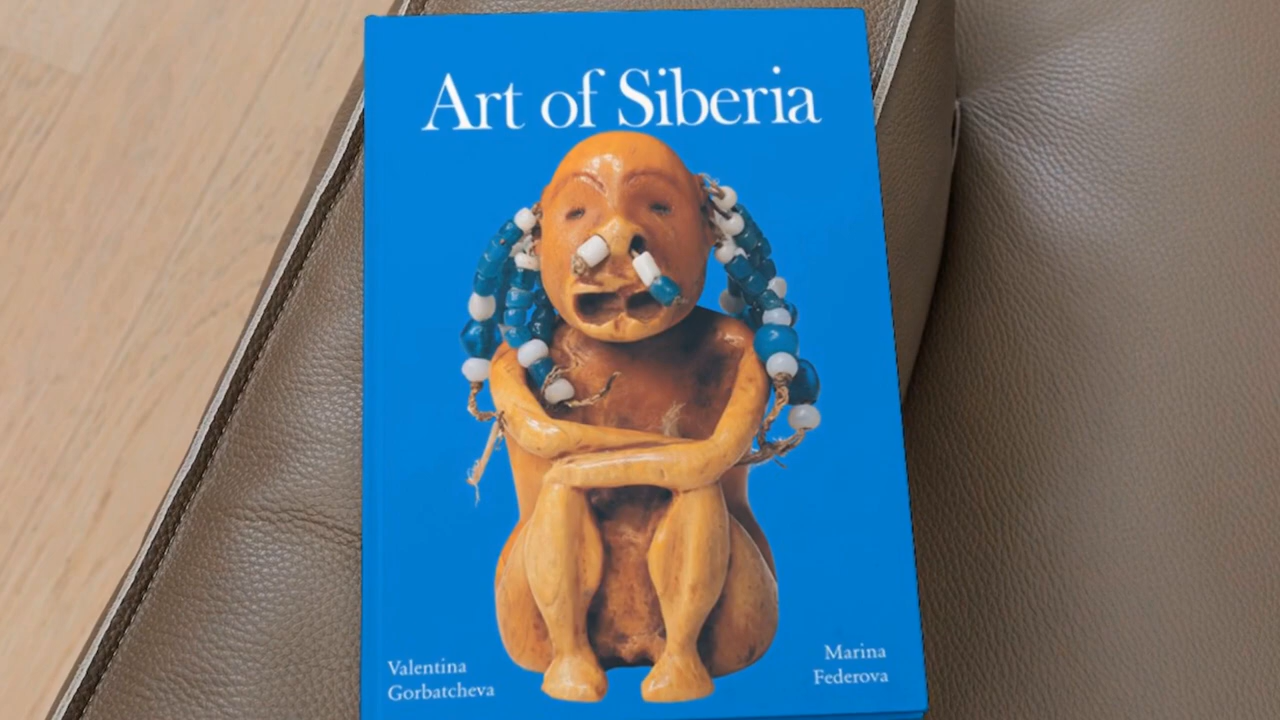 Art of Siberia
Valentina
Gorbatcheva
Marina
Federova